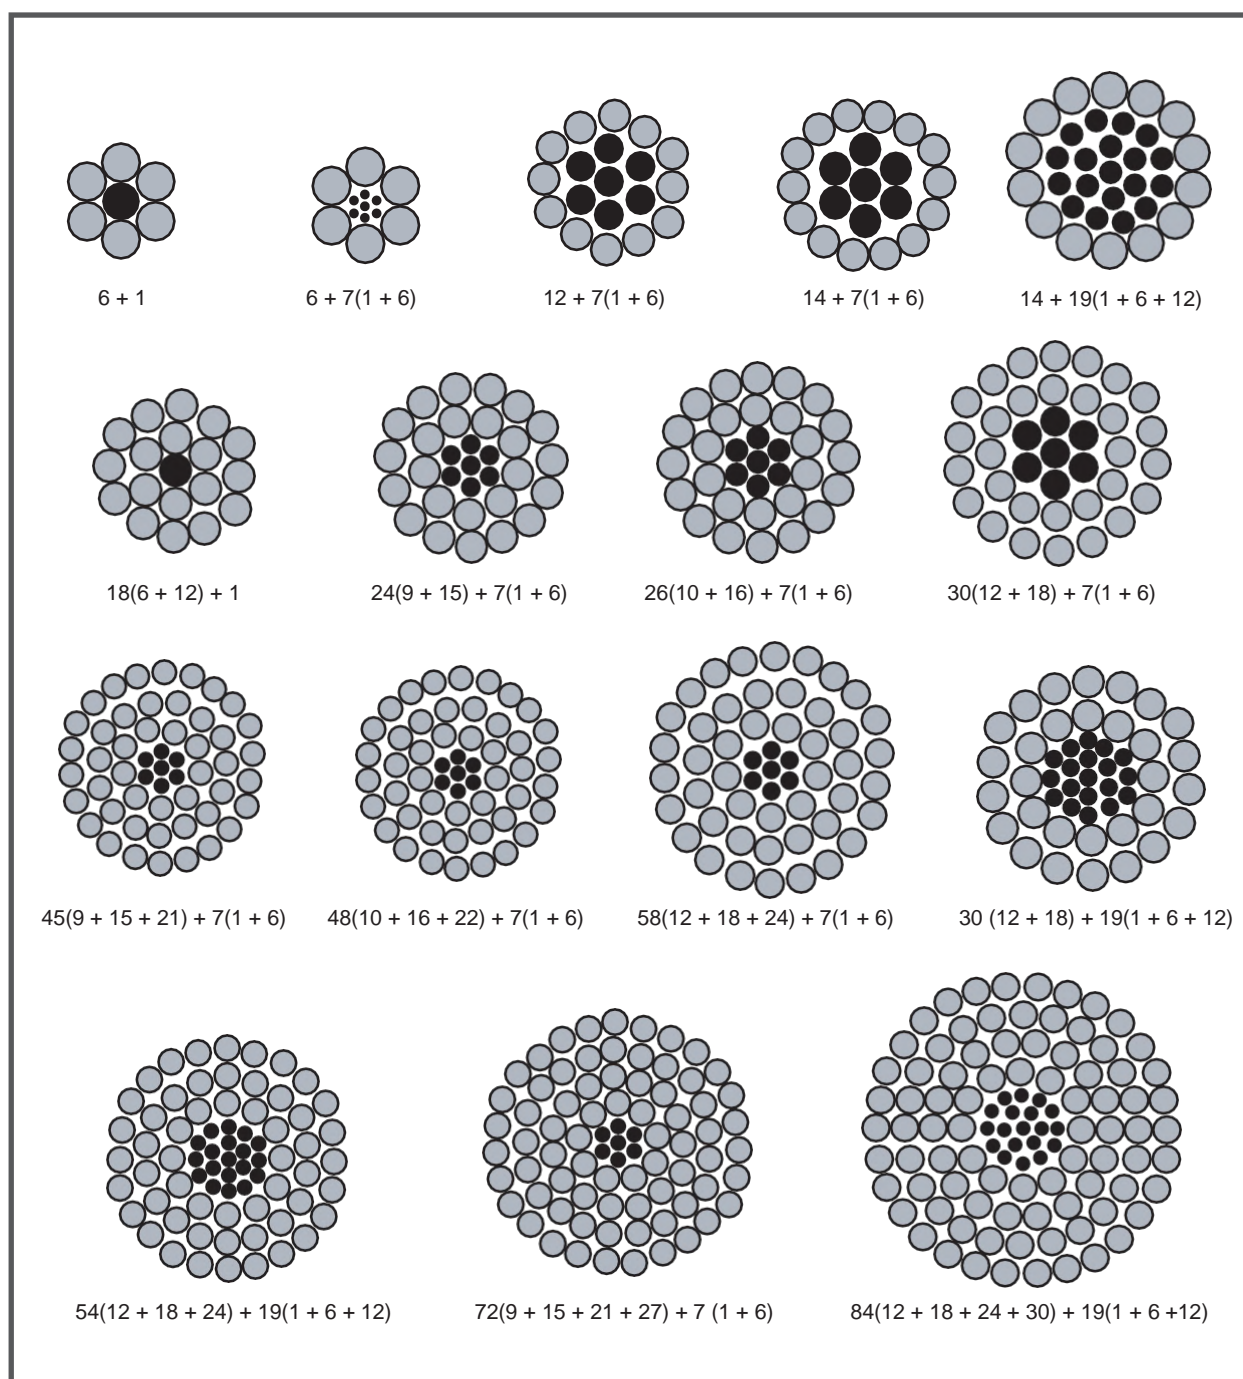 6 + 1
6 + 7(1 + 6)
12 + 7(1 + 6)
14 + 7(1 + 6)
14 + 19(1 + 6 + 12)
18(6 + 12) + 1
24(9 + 15) + 7(1 + 6)
26(10 + 16) + 7(1 + 6)
30(12 + 18) + 7(1 + 6)
45(9 + 15 + 21) + 7(1 + 6)
48(10 + 16 + 22) + 7(1 + 6)
58(12 + 18 + 24) + 7(1 + 6)
30 (12 + 18) + 19(1 + 6 + 12)
54(12 + 18 + 24) + 19(1 + 6 + 12)
72(9 + 15 + 21 + 27) + 7 (1 + 6)
84(12 + 18 + 24 + 30) + 19(1 + 6 +12)